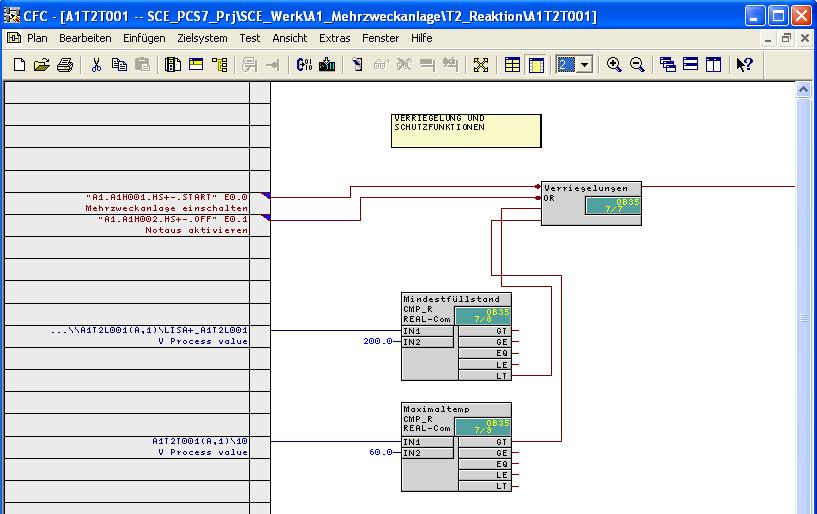 CFC - [A1T2T001 -- SCE_PCS7_Prj\SCE_Werk\A1_Mehrzweckanlage\T2_Reaktion\A1T2T001]
Plan Bearbeiten Einfügen Zielsystem Test Ansicht Extras Fenster Hilfe
2
VERRIEGELUNG UND
SCHUTZFUNKTIONEN
"A1.A1H001.HS+-.START" E0.0
Mehrzweckanlage einschalten
"A1.A1H002.HS+-.OFF" E0.1
Notaus aktivieren
Verriegelungen
OR
OB35
7/7
Mindestfüllstand
CMP_R
REAL-Com
OB35
7/8
...\\A1T2L001(A,1)\LISA+_A1T2L001
V Process value
200.0
IN1
IN2
GT
GE
EQ
LE
LT
Maximaltemp
CMP_R
REAL-Com
OB35
7/9
A1T2T001(A,1)\10
V Process value
60.0
IN1
IN2
GT
GE
EQ
LE
LT